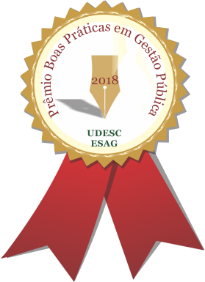 Prêmio Boas Práticas em Gestão Pública
2018
UDESC
ESAG